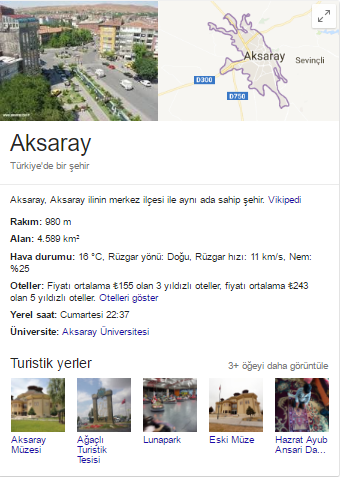 Aksaray
Sevinçli
D300
D750
Aksaray
Türkiye'de bir şehir
Aksaray, Aksaray ilinin merkez ilçesi ile aynı ada sahip şehir. Vikipedi
Rakım: 980 m
Alan: 4.589 km²
Hava durumu: 16 °C, Rüzgar yönü: Doğu, Rüzgar hızı: 11 km/s, Nem:
%25
Oteller: Fiyatı ortalama ₺155 olan 3 yıldızlı oteller, fiyatı ortalama ₺243
olan 5 yıldızlı oteller. Otelleri göster
Yerel saat: Cumartesi 22:37
Üniversite: Aksaray Üniversitesi
Turistik yerler
3+ öğeyi daha görüntüle
Aksaray
Müzesi
Ağaçlı
Turistik
Tesisi
Lunapark
Eski Müze
Hazrat Ayub
Ansari Da...